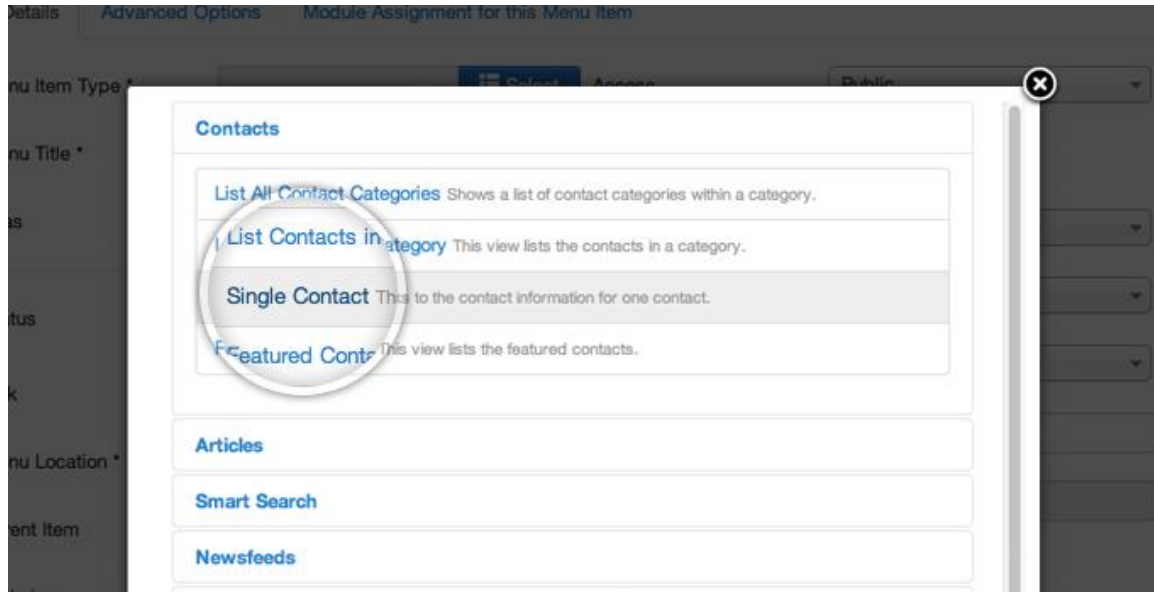 Details Advanced Options Module Assignment for this Menu Item
nu Item Type * Select Access Public
Contacts
nu Title *
List All Contact Categories Shows a list of contact categories within a category.
List Contacts in ategory This view lists the contacts in a category.
Single Contact This to the contact information for one contact.
tus
Featured Conta This view lists the featured contacts.
Articles
nu Location *
Smart Search
ent Item
Newsfeeds